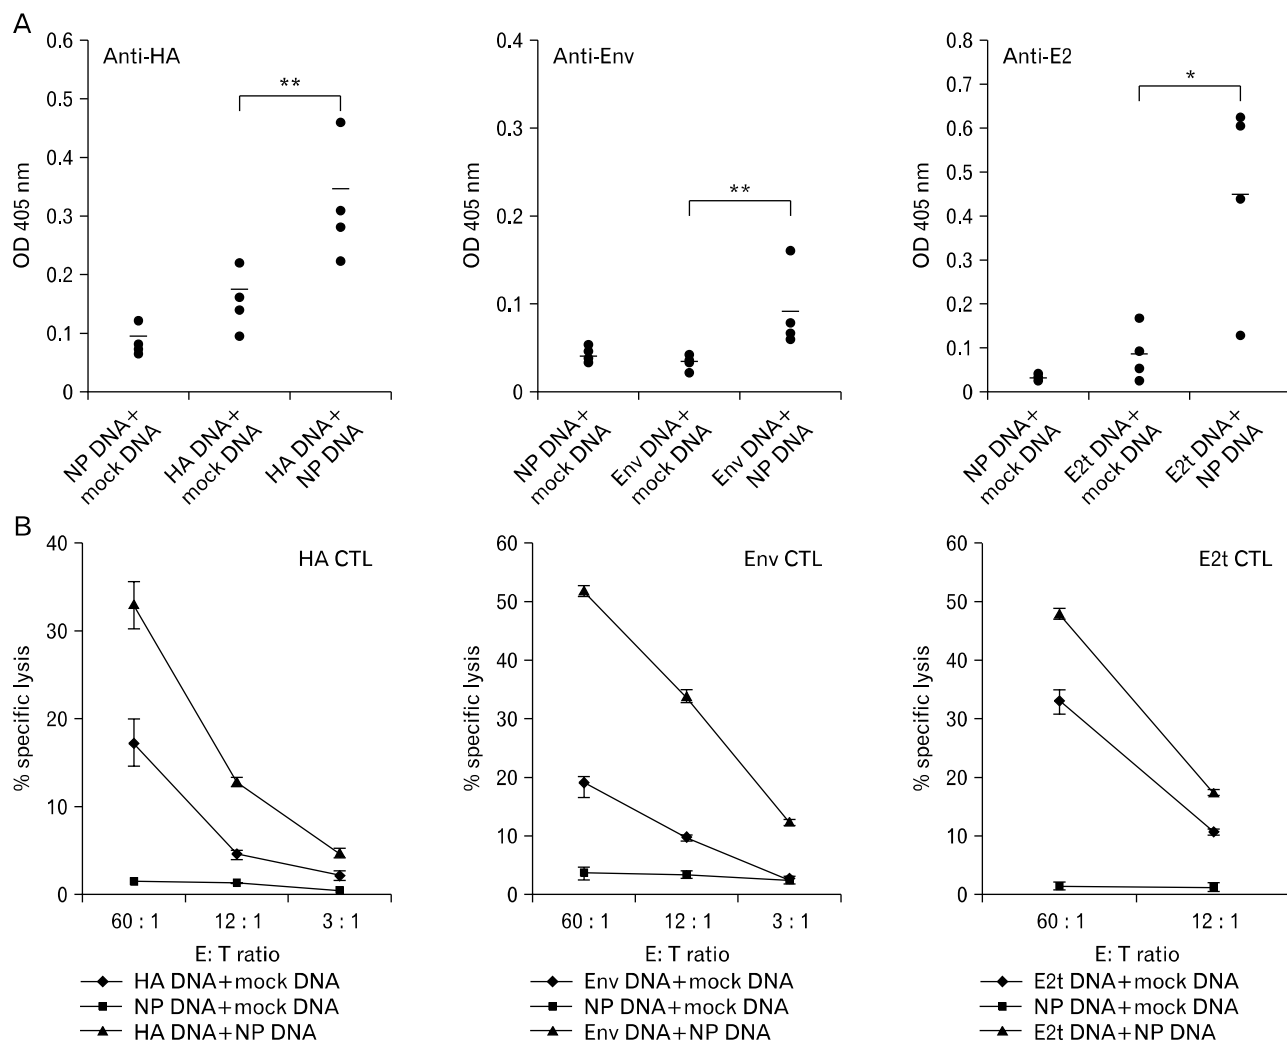 A
Anti-HA
OD 405 nm
0.6
0.5
0.4
0.3
0.2
0.1
0
**
NP DNA+
mock DNA
HA DNA+
mock DNA
HA DNA+
NP DNA
Anti-Env
OD 405 nm
0.4
0.3
0.2
0.1
0
**
NP DNA+
mock DNA
Env DNA+
mock DNA
Env DNA+
NP DNA
Anti-E2
OD 405 nm
0.8
0.7
0.6
0.5
0.4
0.3
0.2
0.1
0
*
NP DNA+
mock DNA
E2t DNA+
mock DNA
E2t DNA+
NP DNA
B
HA CTL
% specific lysis
40
30
20
10
0
60 : 1
12 : 1
3 : 1
E: T ratio
HA DNA+mock DNA
NP DNA+mock DNA
HA DNA+NP DNA
Env CTL
% specific lysis
60
50
40
30
20
10
0
60 : 1
12 : 1
3 : 1
E: T ratio
Env DNA+mock DNA
NP DNA+mock DNA
Env DNA+NP DNA
E2t CTL
% specific lysis
60
50
40
30
20
10
0
60 : 1
12 : 1
E: T ratio
E2t DNA+mock DNA
NP DNA+mock DNA
E2t DNA+NP DNA